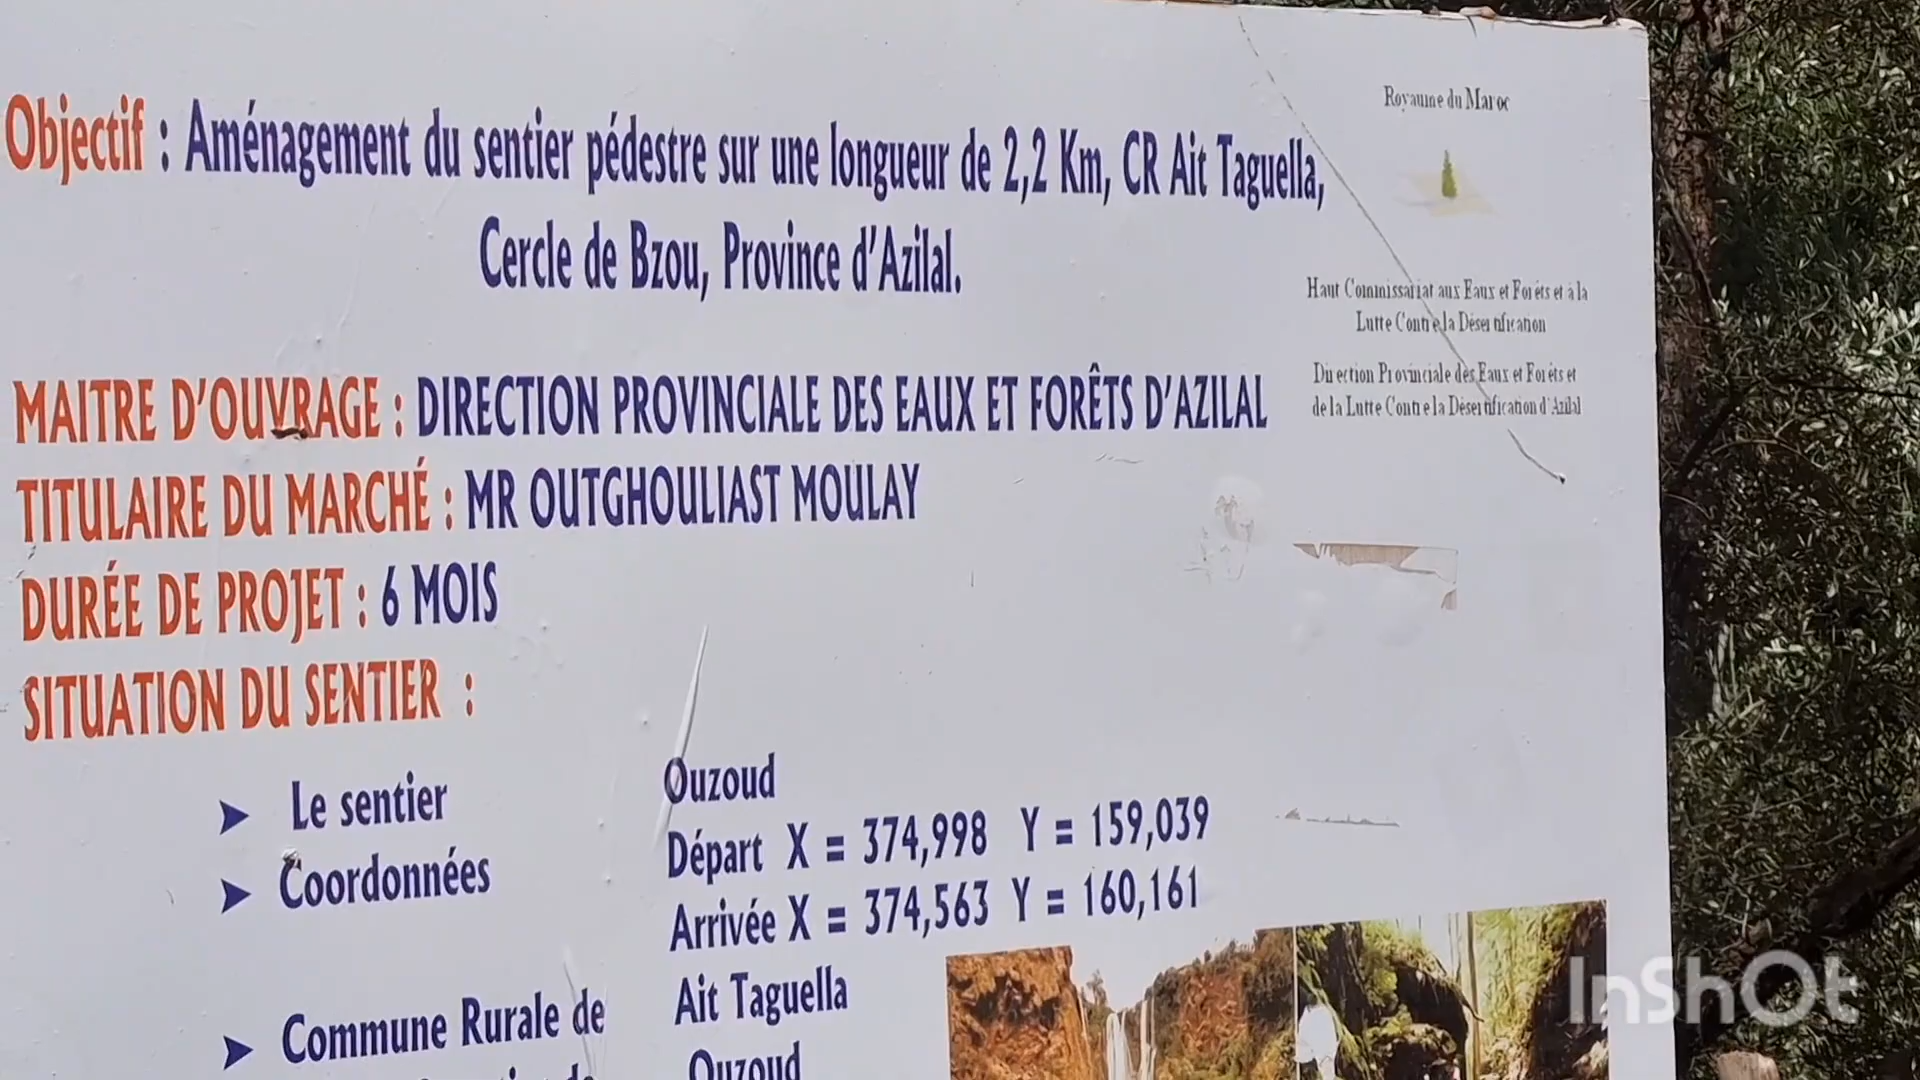 Objectif : Aménagement du sentier pédestre sur une longueur de 2,2 Km, CR Ait Taguella,
Cercle de Bzou, Province d'Azilal.
Royaume du Maroc
Haut Commissariat aux Eaux et Forêts et à la
Lutte Contre la Désertification
Direction Provinciale des Eaux et Forêts et
de la Lutte Contre la Désertification d'Azilal
MAITRE D'OUVRAGE : DIRECTION PROVINCIALE DES EAUX ET FORÊTS D'AZILAL
TITULAIRE DU MARCHÉ : MR OUTGHOULIAST MOULAY
DURÉE DE PROJET : 6 MOIS
SITUATION DU SENTIER :
➤ Le sentier Ouzoud
➤ Coordonnées Départ X = 374,998 Y = 159,039
Arrivée X = 374,563 Y = 160,161
➤ Commune Rurale de Ait Taguella
Ouzoud
InShOt